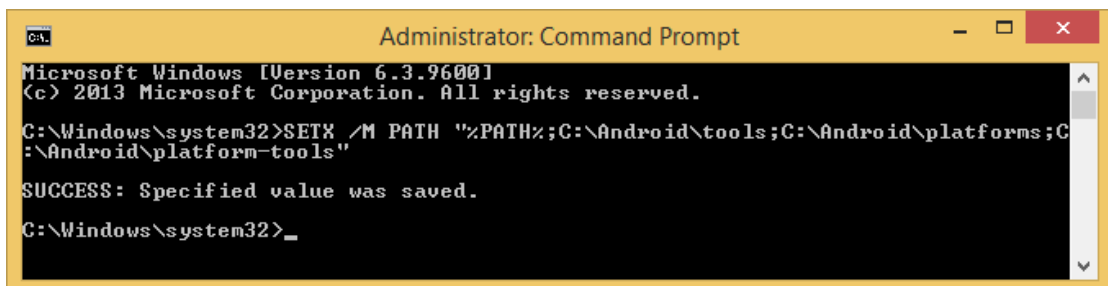 C:\.
Administrator: Command Prompt
Microsoft Windows [Version 6.3.9600]
(c) 2013 Microsoft Corporation. All rights reserved.
C:\Windows\system32>SETX /M PATH "%PATH%;C:\Android\tools;C:\Android\platforms;C
:\Android\platform-tools"
SUCCESS: Specified value was saved.
C:\Windows\system32>_